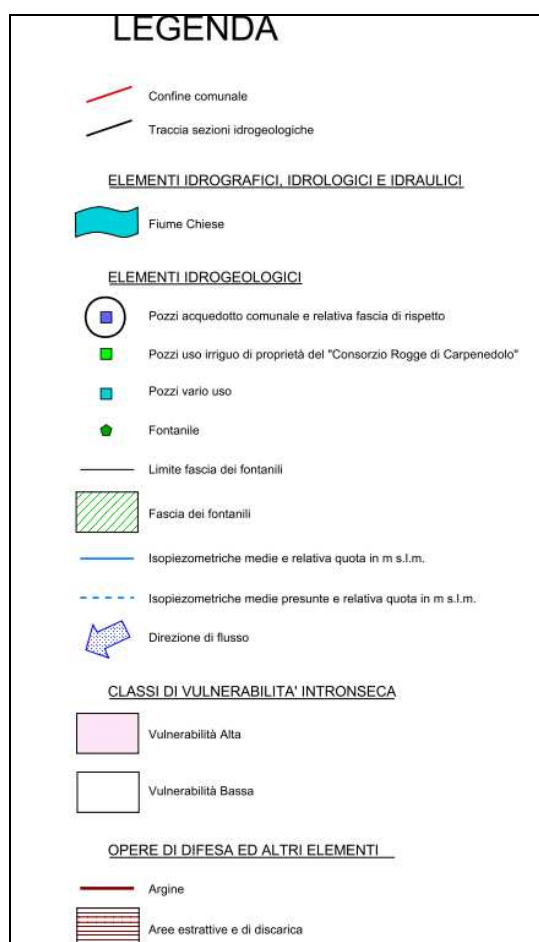 LEGENDA
Confine comunale
Traccia sezioni idrogeologiche
ELEMENTI IDROGRAFICI, IDROLOGICI E IDRAULICI
Fiume Chiese
ELEMENTI IDROGEOLOGICI
Pozzi acquedotto comunale e relativa fascia di rispetto
Pozzi uso irriguo di proprietà del "Consorzio Rogge di Carpenedolo"
Pozzi vario uso
Fontanile
Limite fascia dei fontanili
Fascia dei fontanili
Isopiezometriche medie e relativa quota in m s.l.m.
Isopiezometriche medie presunte e relativa quota in m s.l.m.
Direzione di flusso
CLASSI DI VULNERABILITA' INTRONSECA
Vulnerabilità Alta
Vulnerabilità Bassa
OPERE DI DIFESA ED ALTRI ELEMENTI
Argine
Aree estrattive e di discarica